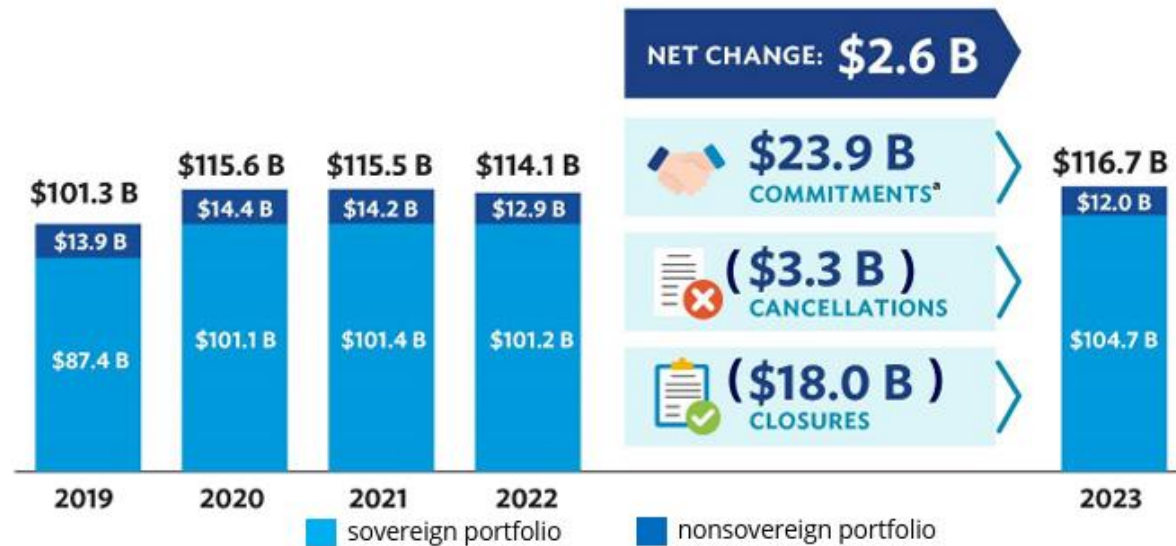 NET CHANGE: $2.6 B
$23.9 B
COMMITMENTSᵃ
($3.3 B )
CANCELLATIONS
($18.0 B )
CLOSURES
$101.3 B
$13.9 B
$87.4 B
2019
$115.6 B
$14.4 B
$101.1 B
2020
$115.5 B
$14.2 B
$101.4 B
2021
$114.1 B
$12.9 B
$101.2 B
2022
$116.7 B
$12.0 B
$104.7 B
2023
sovereign portfolio
nonsovereign portfolio